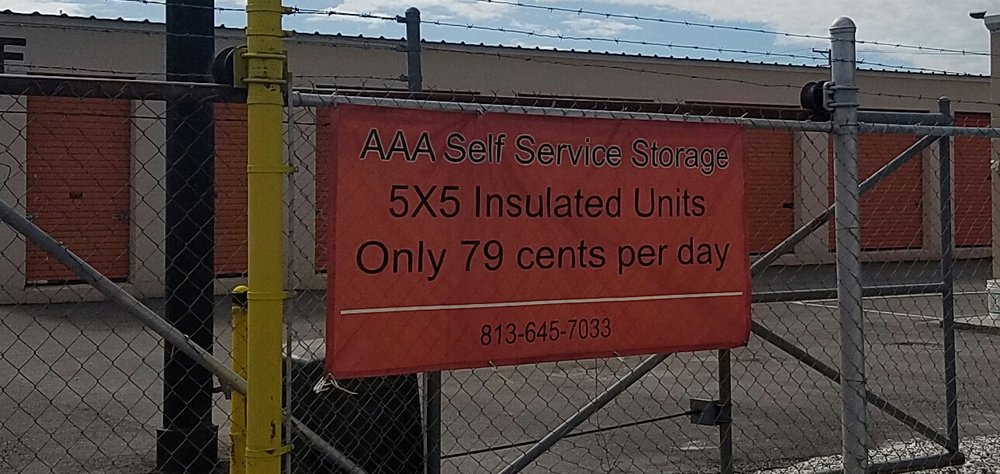 AAA Self Service Storage
5X5 Insulated Units
Only 79 cents per day
813-645-7033